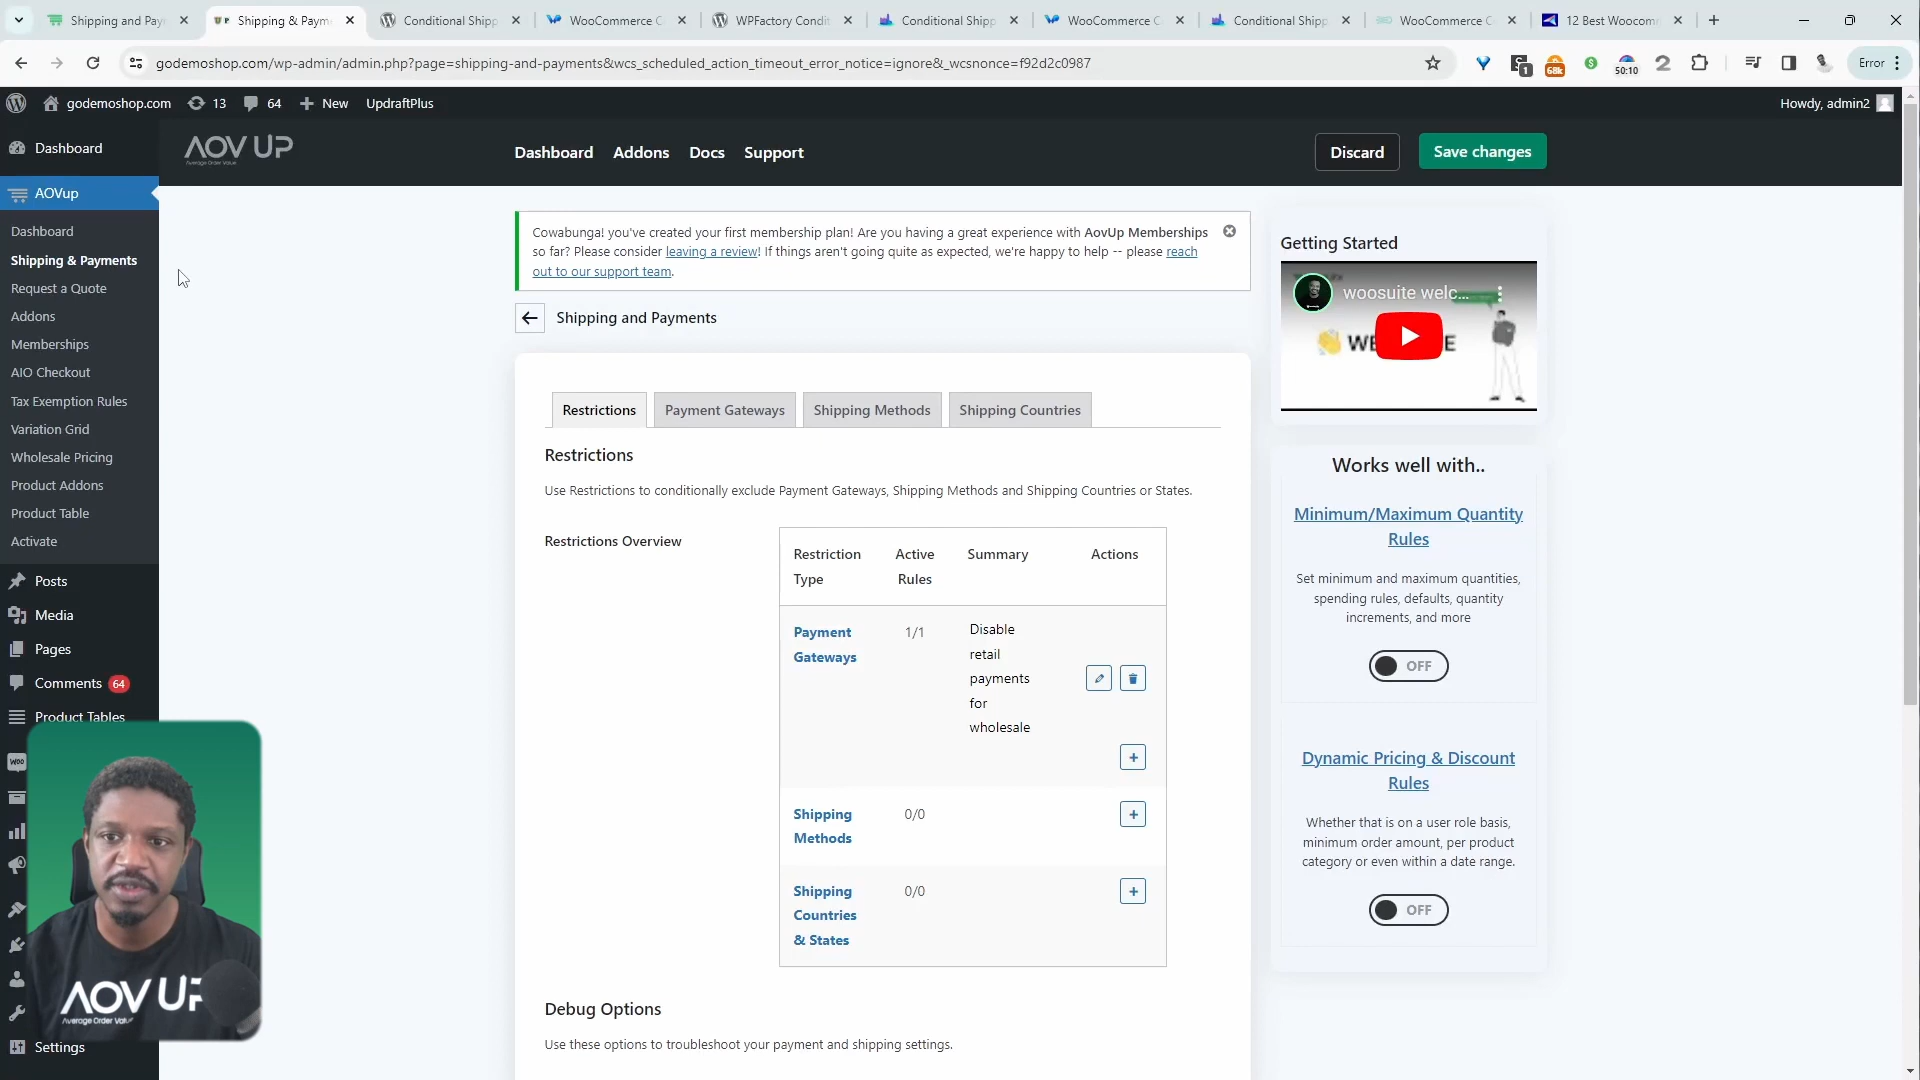 Shipping and Pay
Shipping & Paym
Conditional Shipp
WooCommerce C
WPFactory Condit
Conditional Shipp
WooCommerce C
Conditional Shipp
WooCommerce C
12 Best Woocom
godemoshop.com/wp-admin/admin.php?page=shipping-and-payments&wcs_scheduled_action_timeout_error_notice=ignore&_wcsnonce=f92d2c0987
1
68k
50:10
Error
godemoshop.com
13
64
New
UpdraftPlus
Howdy, admin2
Dashboard
AOVup
Dashboard
Shipping & Payments
Request a Quote
Addons
Memberships
AIO Checkout
Tax Exemption Rules
Variation Grid
Wholesale Pricing
Product Addons
Product Table
Activate
Posts
Media
Pages
Comments 64
Product Tables
Settings
AOV UP
Average Order Value
Dashboard
Addons
Docs
Support
Discard
Save changes
Cowabunga! you've created your first membership plan! Are you having a great experience with AovUp Memberships
so far? Please consider leaving a review! If things aren't going quite as expected, we're happy to help -- please reach
out to our support team.
Shipping and Payments
Restrictions
Payment Gateways
Shipping Methods
Shipping Countries
Restrictions
Use Restrictions to conditionally exclude Payment Gateways, Shipping Methods and Shipping Countries or States.
Restrictions Overview
Restriction
Type
Active
Rules
Summary
Actions
Payment
Gateways
1/1
Disable
retail
payments
for
wholesale
Shipping
Methods
0/0
Shipping
Countries
& States
0/0
Debug Options
Use these options to troubleshoot your payment and shipping settings.
Getting Started
woosuite welc...
Works well with..
Minimum/Maximum Quantity
Rules
Set minimum and maximum quantities,
spending rules, defaults, quantity
increments, and more
OFF
Dynamic Pricing & Discount
Rules
Whether that is on a user role basis,
minimum order amount, per product
category or even within a date range.
OFF
AOV UP
Average Order Value